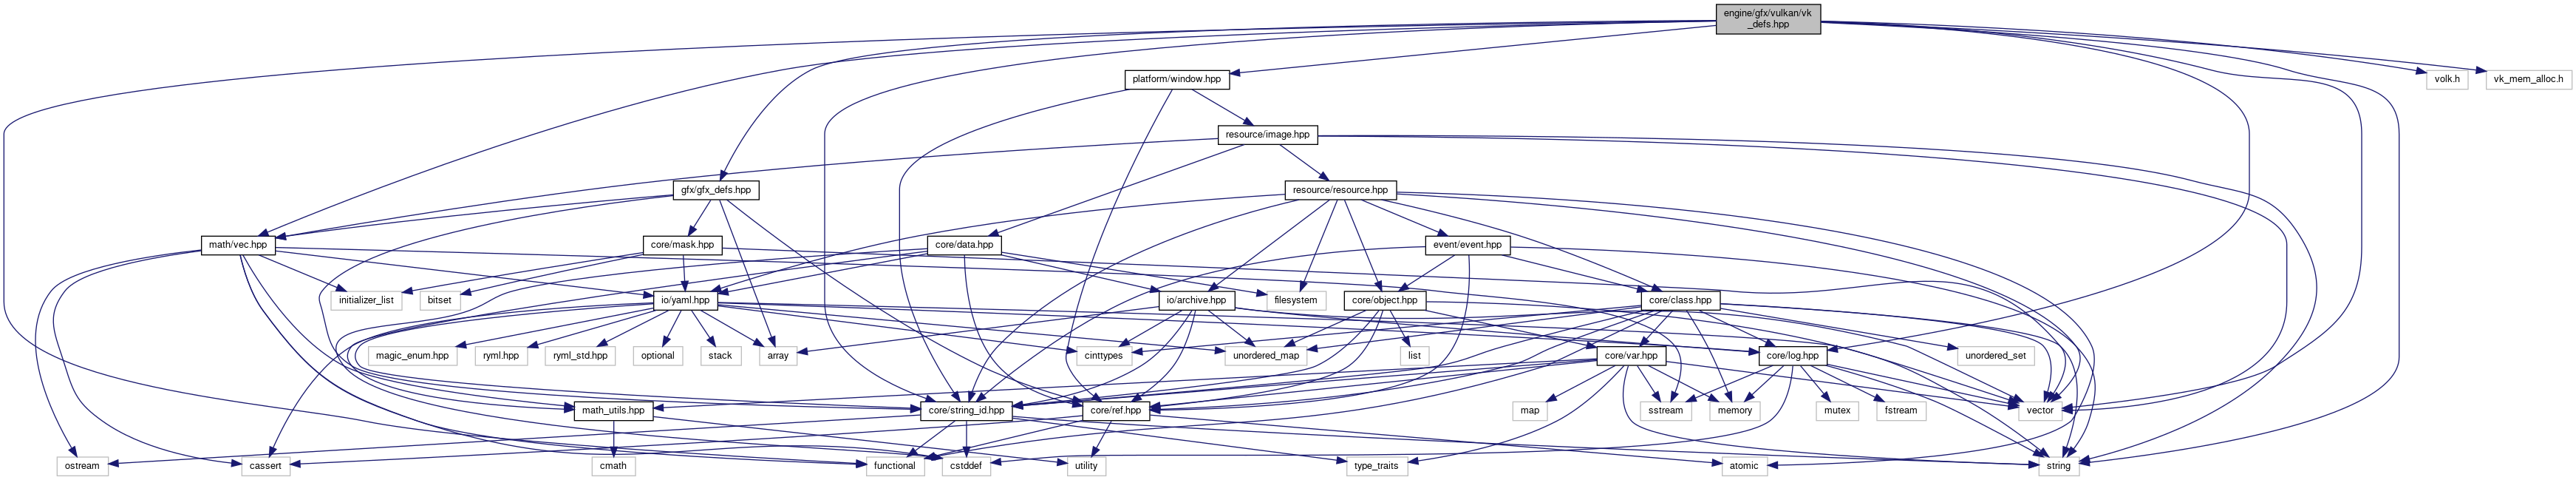 engine/gfx/vulkan/vk
_defs.hpp
platform/window.hpp
volk.h
vk_mem_alloc.h
resource/image.hpp
gfx/gfx_defs.hpp
resource/resource.hpp
math/vec.hpp
core/mask.hpp
core/data.hpp
event/event.hpp
initializer_list
bitset
io/yaml.hpp
io/archive.hpp
filesystem
core/object.hpp
core/class.hpp
magic_enum.hpp
ryml.hpp
ryml_std.hpp
optional
stack
array
cinttypes
unordered_map
list
core/var.hpp
core/log.hpp
unordered_set
math_utils.hpp
core/string_id.hpp
core/ref.hpp
map
sstream
memory
mutex
fstream
vector
ostream
cassert
cmath
functional
cstddef
utility
type_traits
atomic
string